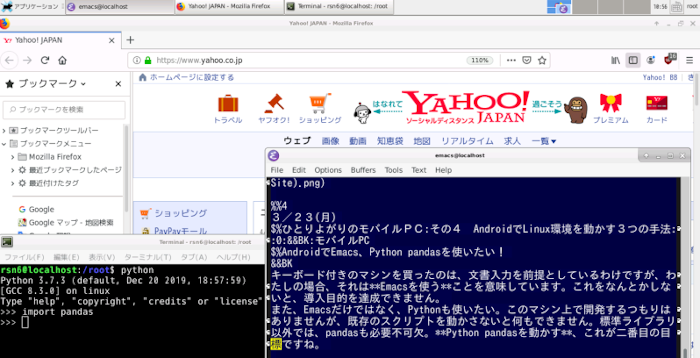 アプリケーション
emacs@localhost
Yahoo! JAPAN - Mozilla Firefox
Terminal - rsn6@localhost: /root
18:56
root
Yahoo! JAPAN - Mozilla Firefox
Yahoo! JAPAN
https://www.yahoo.co.jp
110%
ブックマーク
ブックマークを検索
ブックマークツールバー
ブックマークメニュー
Mozilla Firefox
最近ブックマークしたページ
最近付けたタグ
Google
Google マップ - 地図検索
ホームページに設定する
Yahoo! BB
トラベル
ヤフオク!
ショッピング
はなれて
YAHOO!
JAPAN
ソーシャルディスタンス
過ごそう
プレミアム
カード
ウェブ 画像 動画 知恵袋 地図 リアルタイム 求人 一覧
ショッピング
PayPayモール
Terminal - rsn6@localhost: /root
ファイル(F) 編集(E) 表示(V) ターミナル(T) タブ(A) ヘルプ(H)
rsn6@localhost:/root$ python
Python 3.7.3 (default, Dec 20 2019, 18:57:59)
[GCC 8.3.0] on linux
Type "help", "copyright", "credits" or "license"
>>> import pandas
>>>
emacs@localhost
File Edit Options Buffers Tools Text Help
Site).png)
%%4
3/23(月)
$%ひとりよがりのモバイルPC:その4 AndroidでLinux環境を動かす3つの手法:
:0:&&BK:モバイルPC
$%AndroidでEmacs、Python pandasを使いたい!
&&BK
キーボード付きのマシンを買ったのは、文書入力を前提としているわけですが、わ
たしの場合、それは**Emacsを使う**ことを意味しています。これをなんとかしな
いと、導入目的を達成できません。
また、Emacsだけではなく、Pythonも使いたい。このマシン上で開発するつもりは
ありませんが、既存のスクリプトを動かさないと何もできません。標準ライブラリ
以外では、pandasも必要不可欠。**Python pandasを動かす**、これが二番目の目
標ですね。